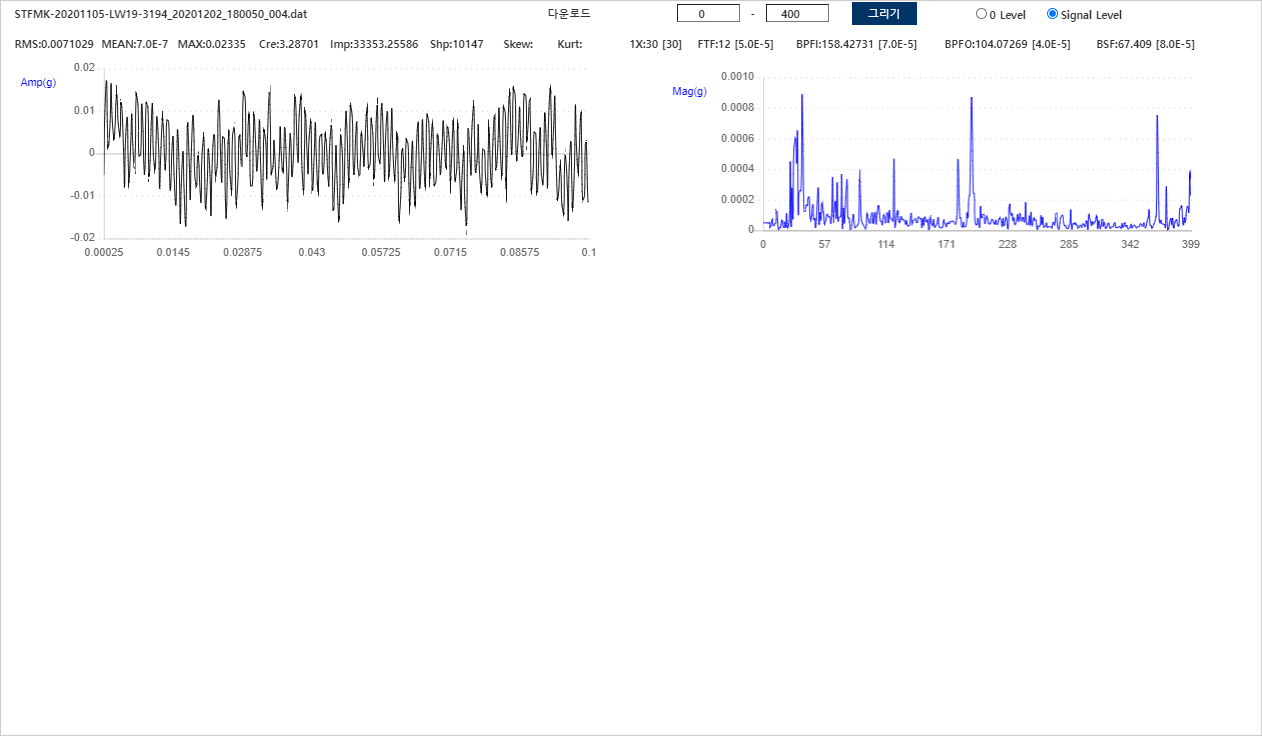 STFMK-20201105-LW19-3194_20201202_180050_004.dat 다운로드 0 - 400 그리기 0 Level Signal Level
RMS:0.0071029 MEAN:7.0E-7 MAX:0.02335 Cre:3.28701 Imp:33353.25586 Shp:10147 Skew: Kurt: 1X:30 [30] FTF:12 [5.0E-5] BPFI:158.42731 [7.0E-5] BPFO:104.07269 [4.0E-5] BSF:67.409 [8.0E-5]
Amp(g)
0.02
0.01
0
-0.01
-0.02
0.00025 0.0145 0.02875 0.043 0.05725 0.0715 0.08575 0.1
Mag(g)
0.0010
0.0008
0.0006
0.0004
0.0002
0
0 57 114 171 228 285 342 399